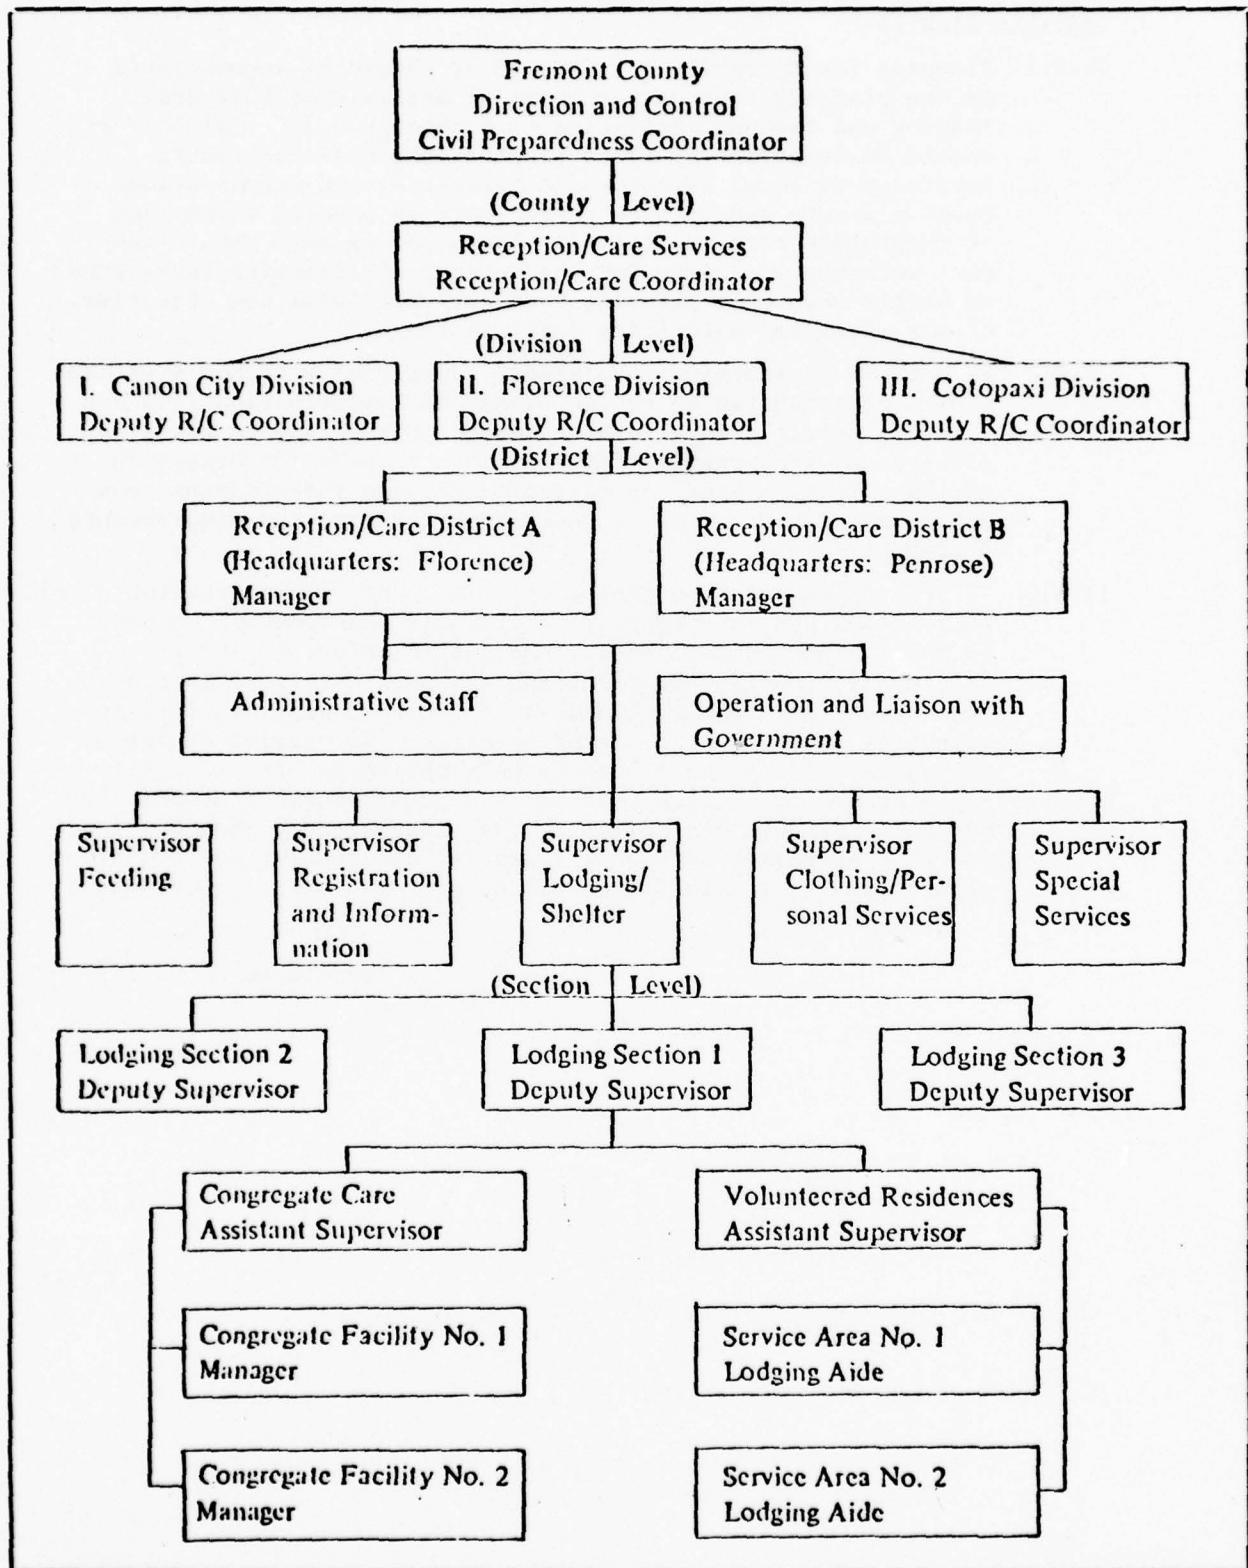 Fremont County
Direction and Control
Civil Preparedness Coordinator
(County Level)
Reception/Care Services
Reception/Care Coordinator
(Division Level)
I. Canon City Division
Deputy R/C Coordinator
II. Florence Division
Deputy R/C Coordinator
III. Cotopaxi Division
Deputy R/C Coordinator
(District Level)
Reception/Care District A
(Headquarters: Florence)
Manager
Reception/Care District B
(Headquarters: Penrose)
Manager
Administrative Staff
Operation and Liaison with
Government
Supervisor
Feeding
Supervisor
Registration
and Inform-
nation
Supervisor
Lodging/
Shelter
Supervisor
Clothing/Per-
sonal Services
Supervisor
Special
Services
(Section Level)
Lodging Section 2
Deputy Supervisor
Lodging Section 1
Deputy Supervisor
Lodging Section 3
Deputy Supervisor
Congregate Care
Assistant Supervisor
Volunteered Residences
Assistant Supervisor
Congregate Facility No. 1
Manager
Service Area No. 1
Lodging Aide
Congregate Facility No. 2
Manager
Service Area No. 2
Lodging Aide